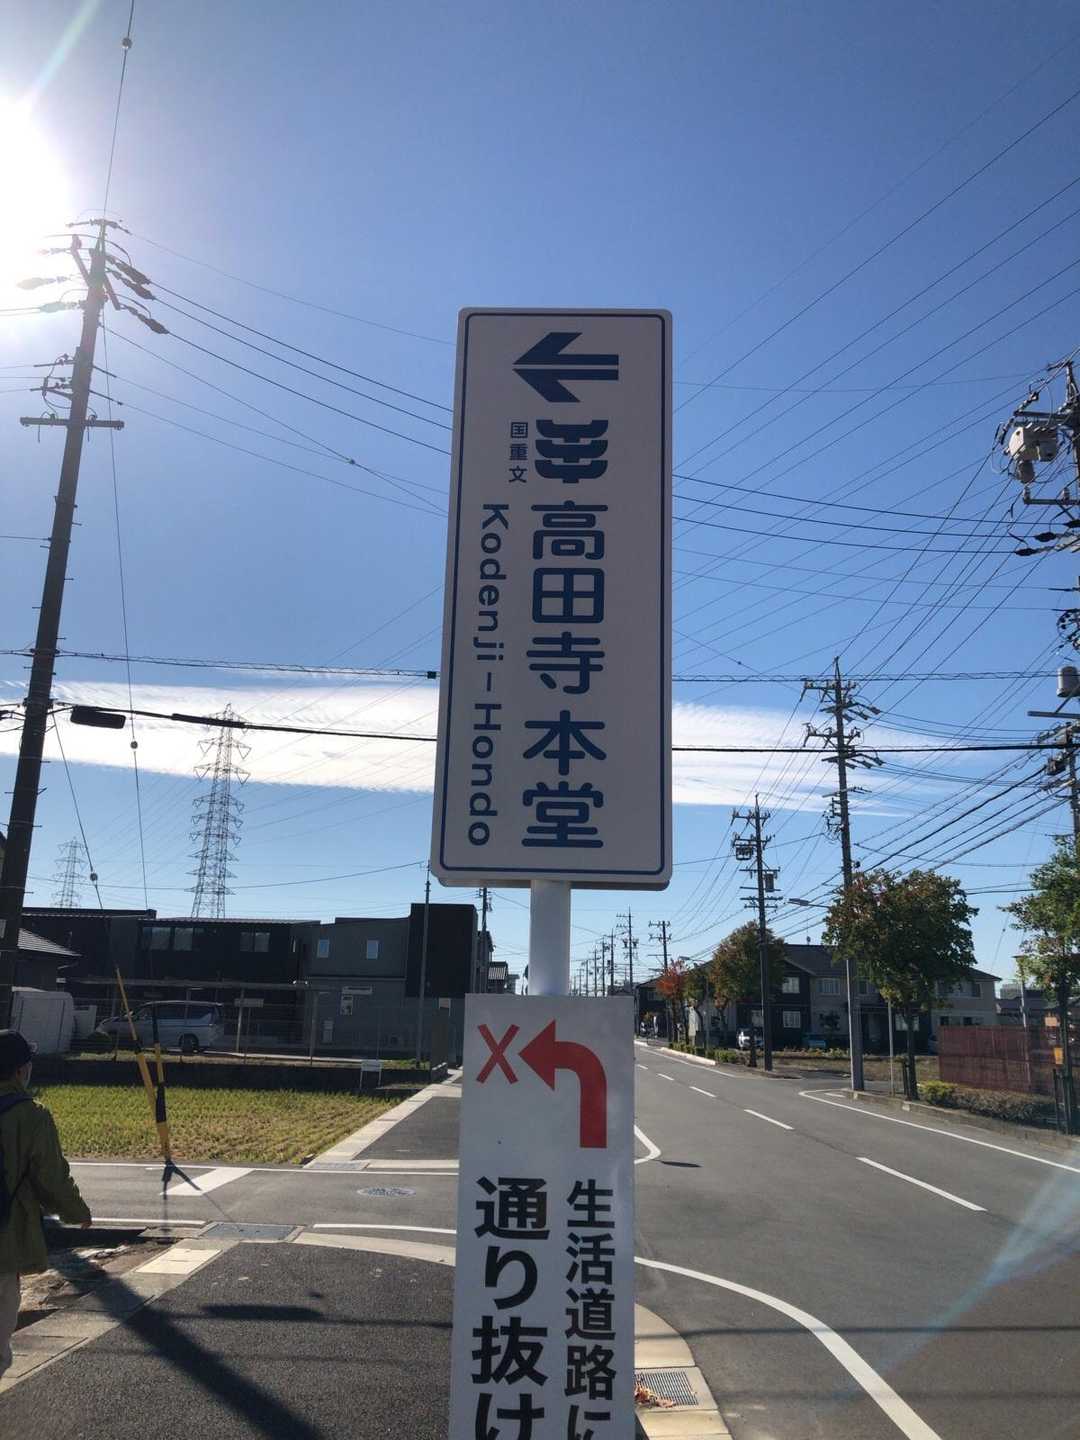 国重文
高田寺本堂
Kodenji-Hondo
生活道路に
通り抜け